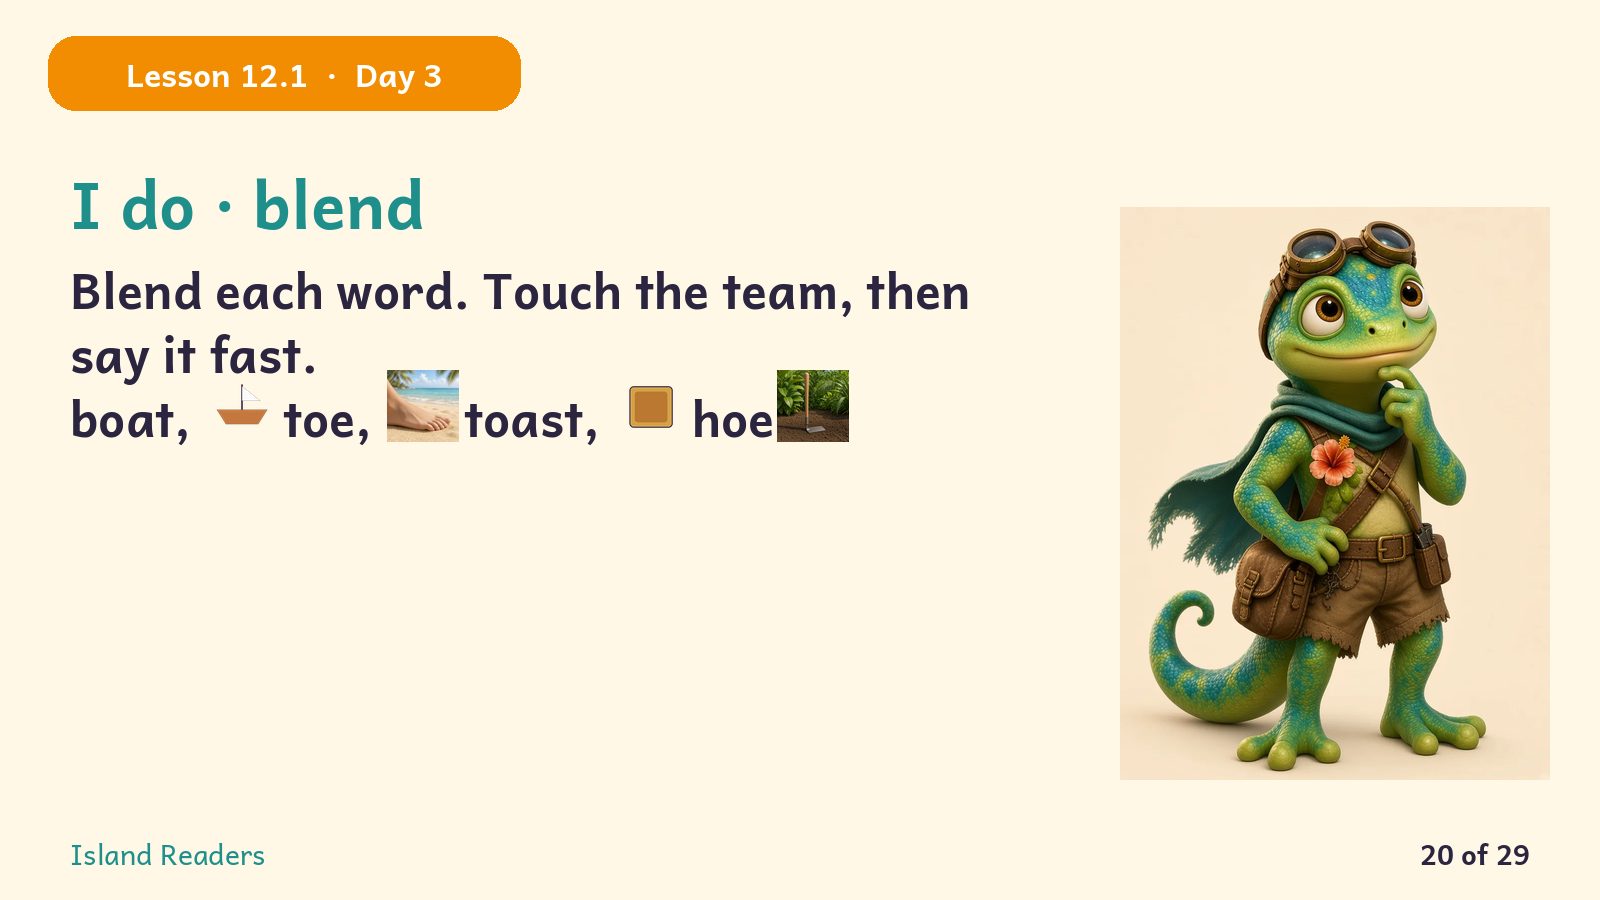 Lesson 12.1 · Day 3
I do · blend
Blend each word. Touch the team, then
say it fast.
boat, toe, toast, hoe
Island Readers
20 of 29